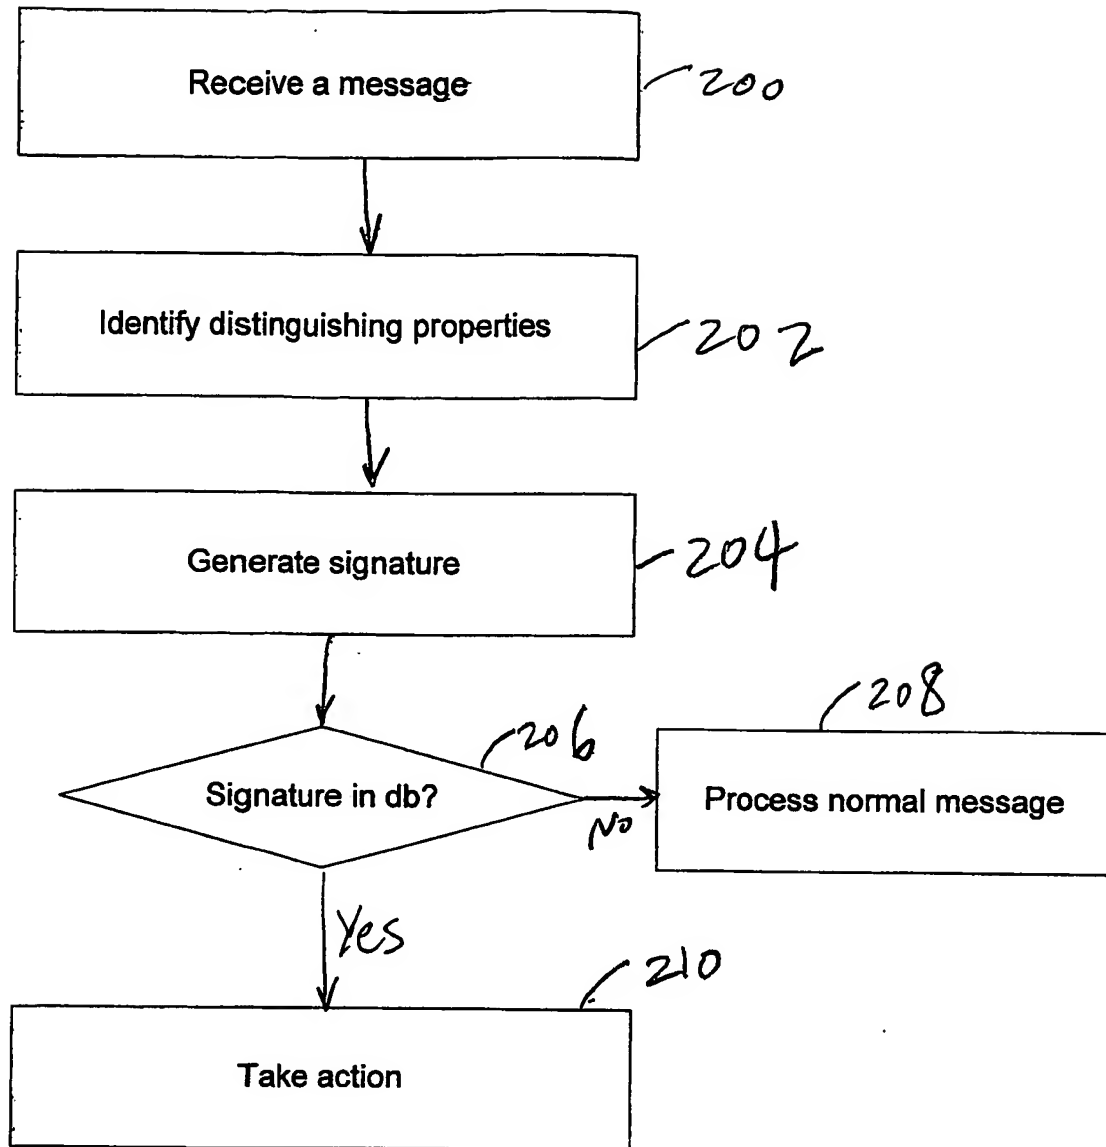 Receive a message
200
Identify distinguishing properties
202
Generate signature
204
206
Signature in db?
No
208
Process normal message
Yes
210
Take action